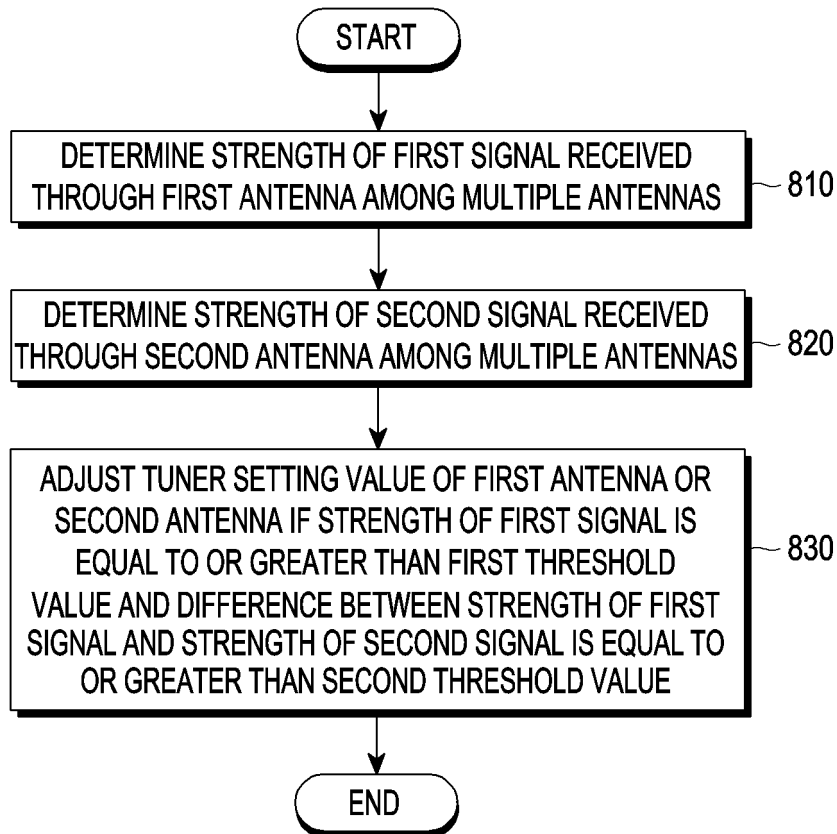 START
DETERMINE STRENGTH OF FIRST SIGNAL RECEIVED
THROUGH FIRST ANTENNA AMONG MULTIPLE ANTENNAS
810
DETERMINE STRENGTH OF SECOND SIGNAL RECEIVED
THROUGH SECOND ANTENNA AMONG MULTIPLE ANTENNAS
820
ADJUST TUNER SETTING VALUE OF FIRST ANTENNA OR
SECOND ANTENNA IF STRENGTH OF FIRST SIGNAL IS
EQUAL TO OR GREATER THAN FIRST THRESHOLD
VALUE AND DIFFERENCE BETWEEN STRENGTH OF FIRST
SIGNAL AND STRENGTH OF SECOND SIGNAL IS EQUAL TO
OR GREATER THAN SECOND THRESHOLD VALUE
830
END